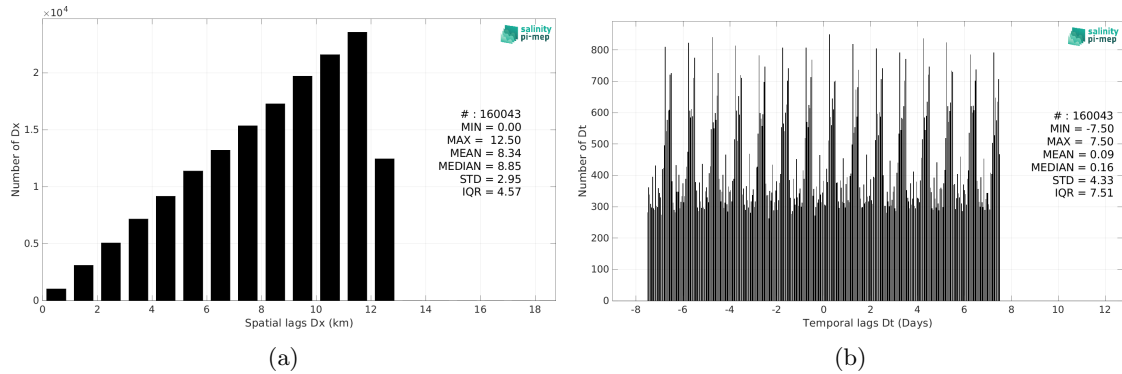 ×10^4
salinity
pi-mep
Number of Dx
2
1.5
1
0.5
0
# : 160043
MIN = 0.00
MAX = 12.50
MEAN = 8.34
MEDIAN = 8.85
STD = 2.95
IQR = 4.57
0 2 4 6 8 10 12 14 16 18
Spatial lags Dx (km)
(a)
salinity
pi-mep
Number of Dt
800
700
600
500
400
300
200
100
0
# : 160043
MIN = -7.50
MAX = 7.50
MEAN = 0.09
MEDIAN = 0.16
STD = 4.33
IQR = 7.51
-8 -6 -4 -2 0 2 4 6 8 10 12
Temporal lags Dt (Days)
(b)